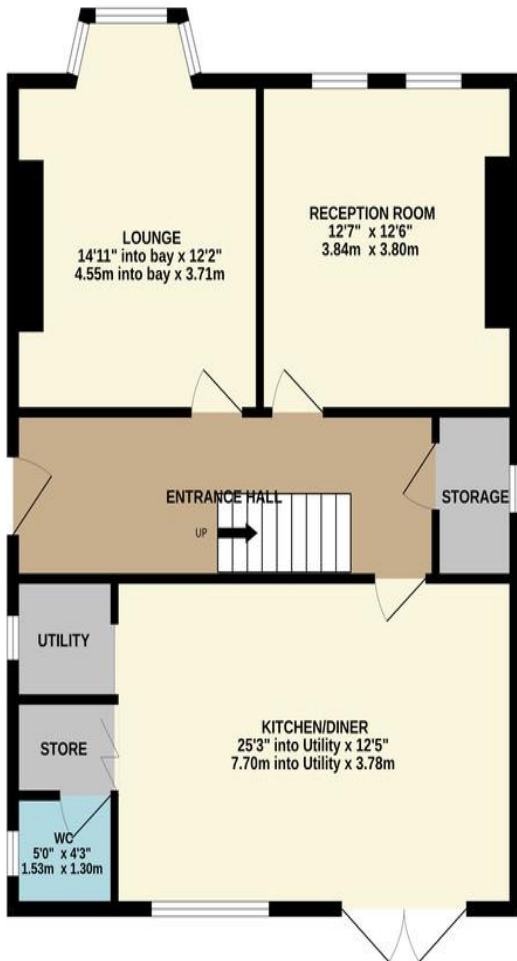 LOUNGE
14'11" into bay x 12'2"
4.55m into bay x 3.71m
RECEPTION ROOM
12'7" x 12'6"
3.84m x 3.80m
ENTRANCE HALL
STORAGE
UP
UTILITY
STORE
KITCHEN/DINER
25'3" into Utility x 12'5"
7.70m into Utility x 3.78m
WC
5'0" x 4'3"
1.53m x 1.30m